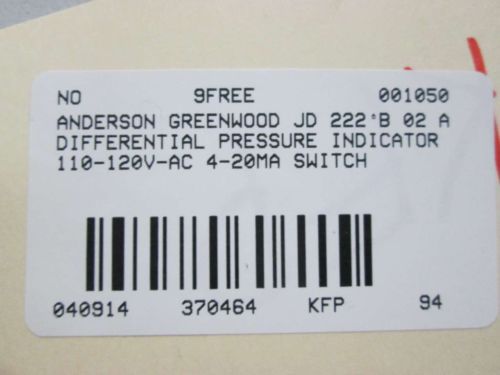 NO 9FREE 001050
ANDERSON GREENWOOD JD 222°B 02 A
DIFFERENTIAL PRESSURE INDICATOR
110-120V-AC 4-20MA SWITCH
040914 370464 KFP 94